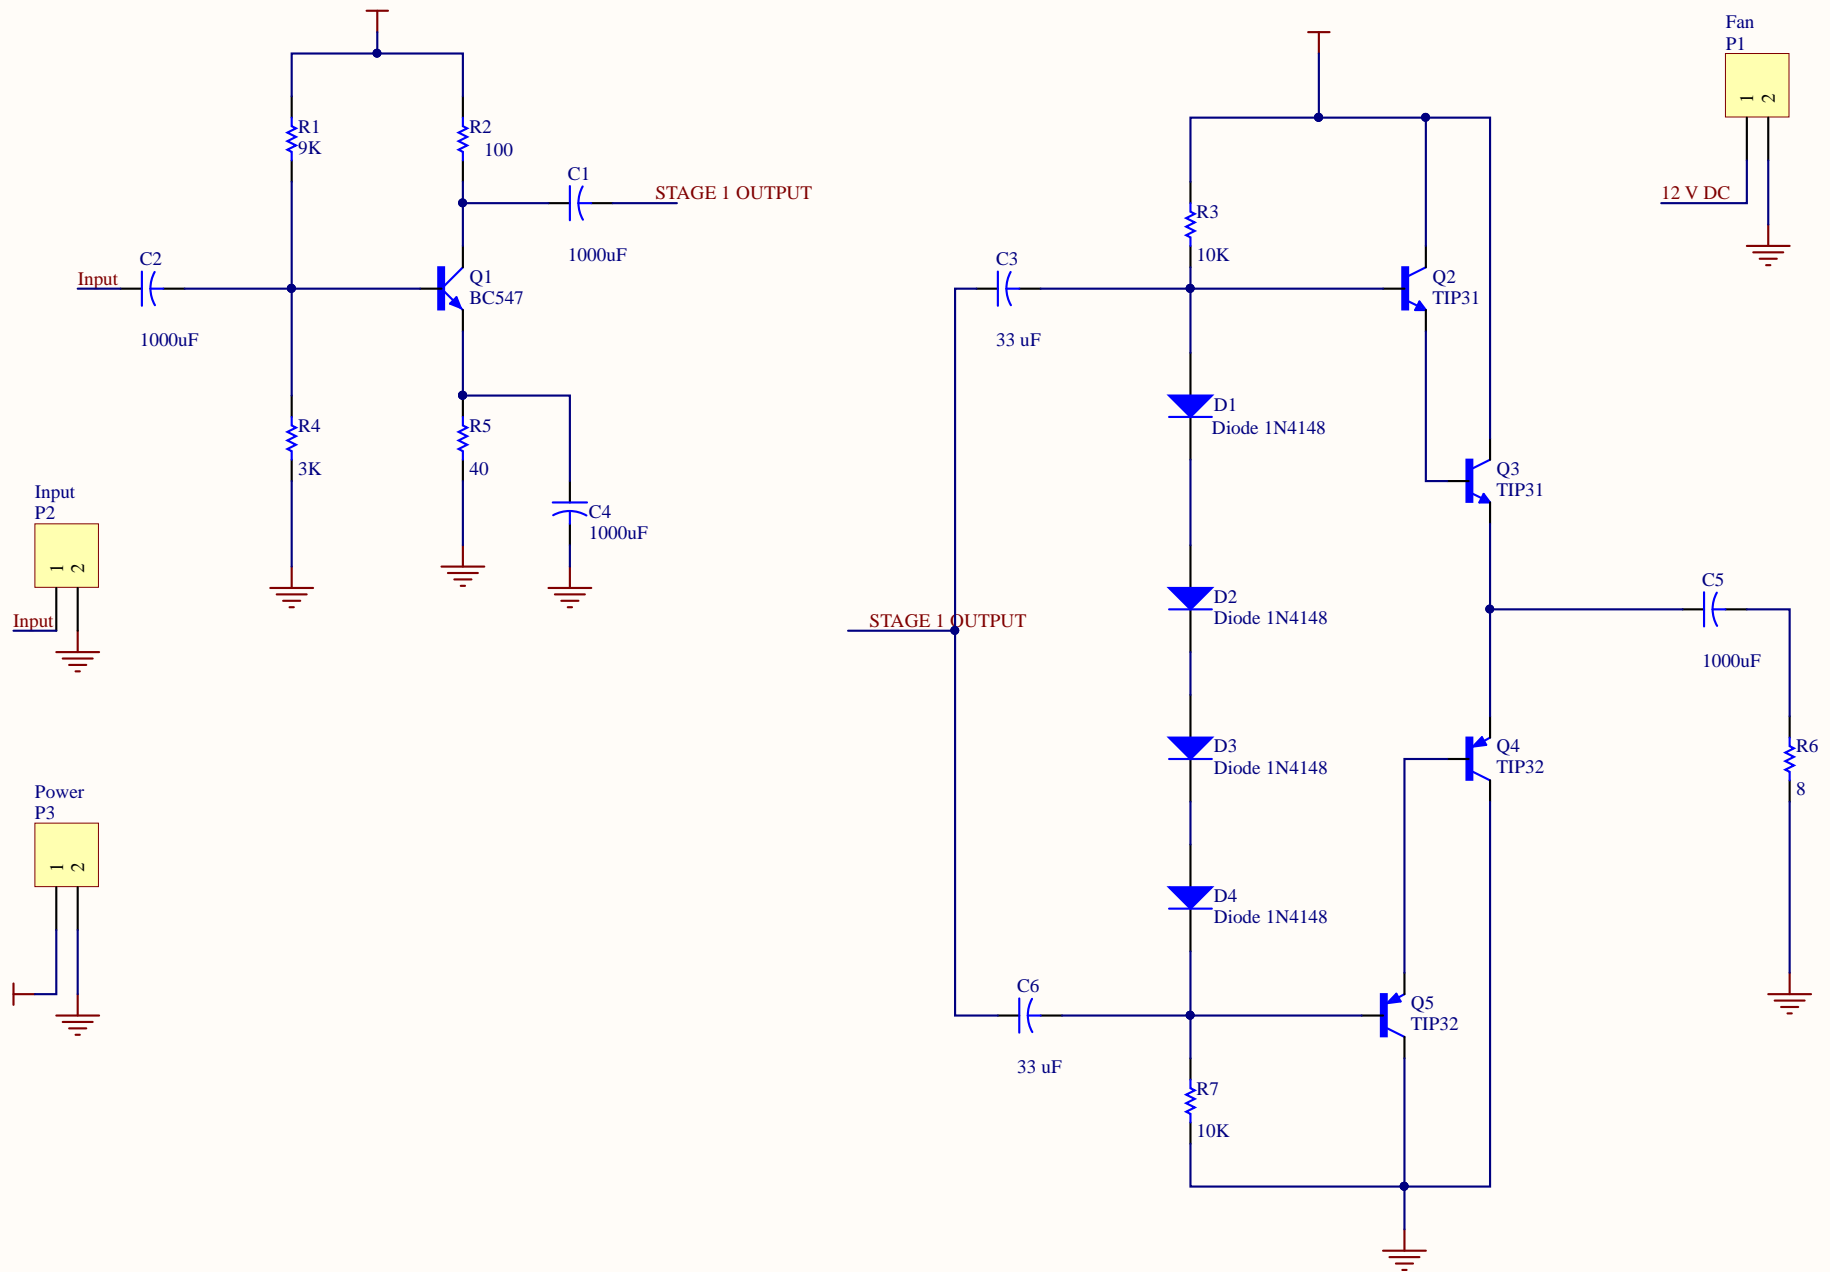 R1
9K
R2
100
C1
1000uF
STAGE 1 OUTPUT
Input
C2
1000uF
Q1
BC547
R4
3K
R5
40
C4
1000uF
Input
P2
1
2
Input
Power
P3
1
2
STAGE 1 OUTPUT
C3
33 uF
R3
10K
D1
Diode 1N4148
D2
Diode 1N4148
D3
Diode 1N4148
D4
Diode 1N4148
C6
33 uF
R7
10K
Q2
TIP31
Q3
TIP31
Q4
TIP32
Q5
TIP32
C5
1000uF
R6
8
Fan
P1
1
2
12 V DC